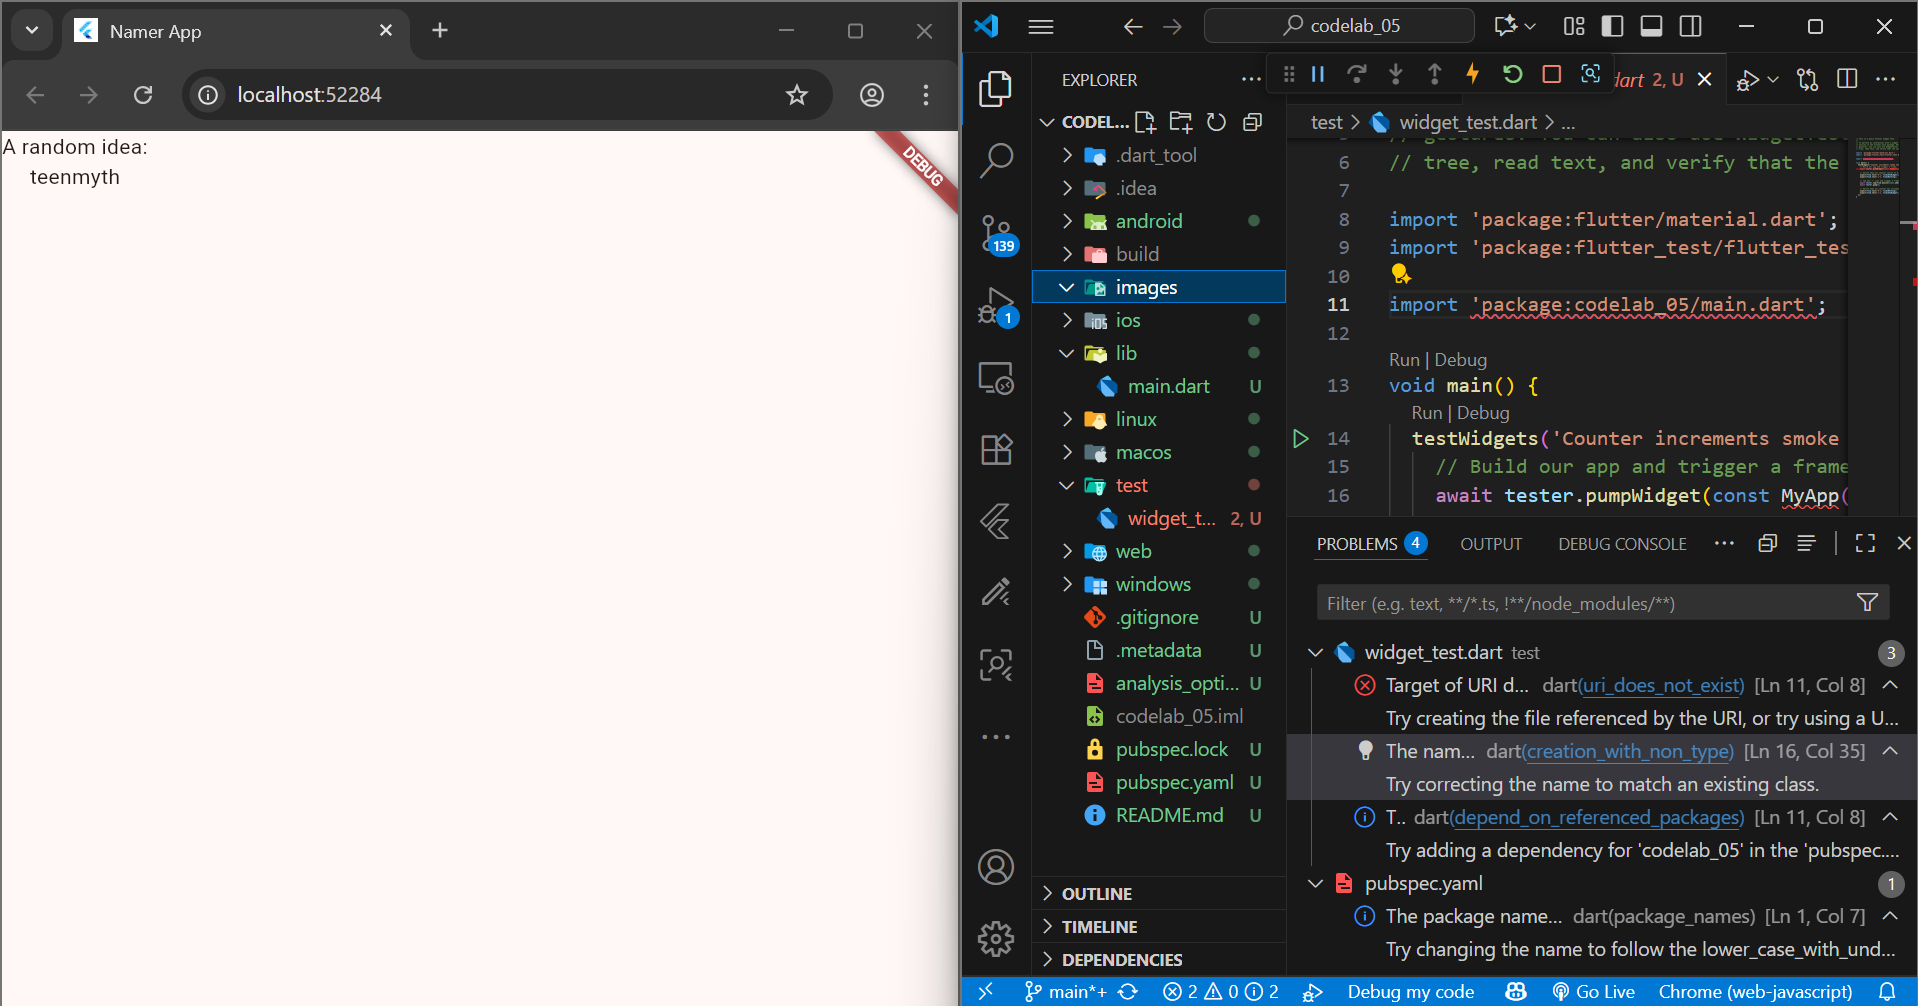 Namer App
localhost:52284
A random idea:
teenmyth
DEBUG
codelab_05
EXPLORER
dart 2, U
CODEL...
test > widget_test.dart > ...
.dart_tool
.idea
android
build
images
ios
lib
main.dart U
linux
macos
test
widget_t... 2, U
web
windows
.gitignore U
.metadata U
analysis_opti... U
codelab_05.iml
pubspec.lock U
pubspec.yaml U
README.md U
OUTLINE
TIMELINE
DEPENDENCIES
139
1
6 // tree, read text, and verify that the
7
8 import 'package:flutter/material.dart';
9 import 'package:flutter_test/flutter_tes
10
11 import 'package:codelab_05/main.dart';
12
Run | Debug
13 void main() {
Run | Debug
14 testWidgets('Counter increments smoke
15 // Build our app and trigger a frame
16 await tester.pumpWidget(const MyApp(
PROBLEMS 4 OUTPUT DEBUG CONSOLE
Filter (e.g. text, **/*.ts, !**/node_modules/**)
widget_test.dart test 3
Target of URI d... dart(uri_does_not_exist) [Ln 11, Col 8]
Try creating the file referenced by the URI, or try using a U...
The nam... dart(creation_with_non_type) [Ln 16, Col 35]
Try correcting the name to match an existing class.
T.. dart(depend_on_referenced_packages) [Ln 11, Col 8]
Try adding a dependency for 'codelab_05' in the 'pubspec....
pubspec.yaml 1
The package name... dart(package_names) [Ln 1, Col 7]
Try changing the name to follow the lower_case_with_und...
main*+ 2 0 2 Debug my code Go Live Chrome (web-javascript)